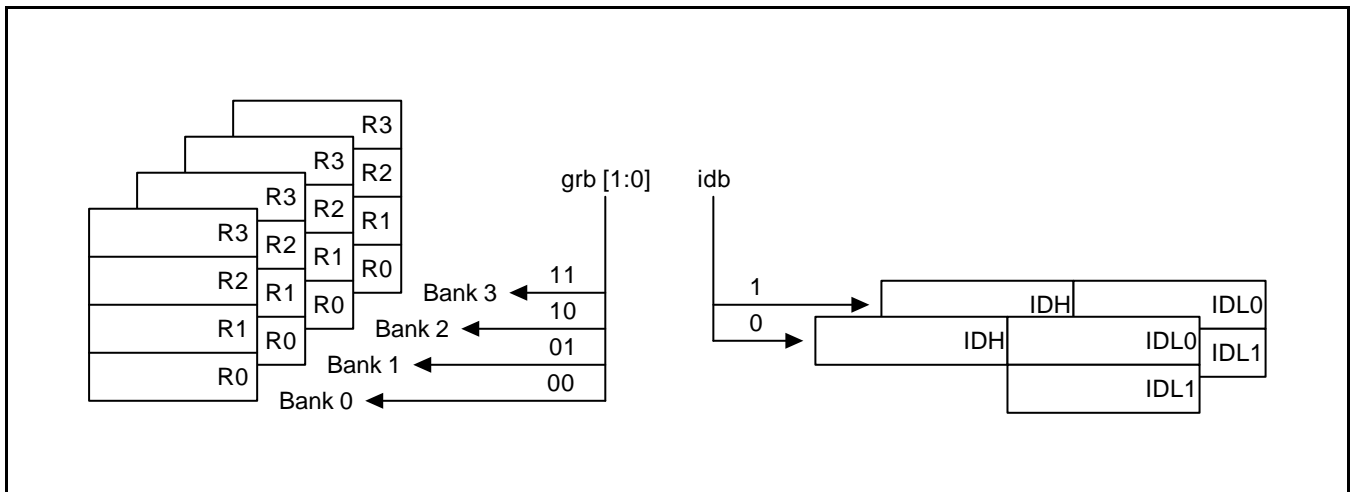 R3
R3
R3
R3
R2
R2
R2
R2
R1
R1
R1
R1
R0
R0
R0
R0
grb [1:0]
idb
11
Bank 3
10
Bank 2
01
Bank 1
00
Bank 0
1
0
IDH
IDL0
IDH
IDL0
IDL1
IDL1